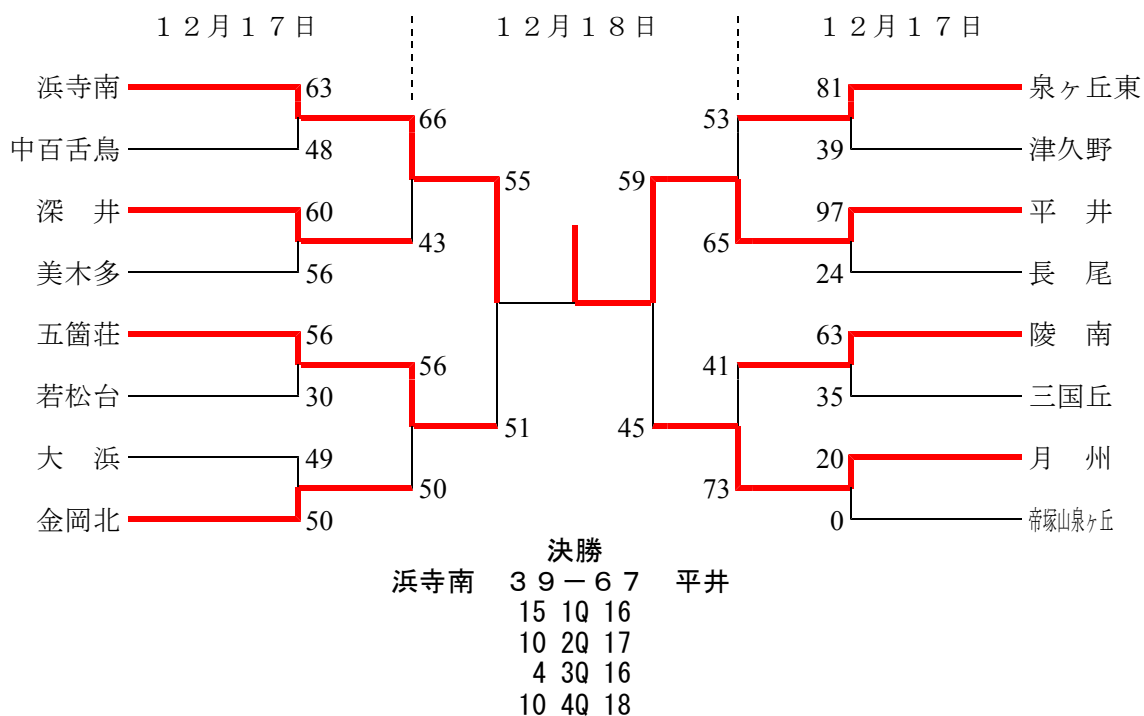 １２月１７日 １２月１８日 １２月１７日
浜寺南 63 81 泉ヶ丘東
66 53
中百舌鳥 48 39 津久野
55 59
深　井 60 97 平　井
43 65
美木多 56 24 長　尾
五箇荘 56 63 陵　南
56 41
若松台 30 35 三国丘
51 45
大　浜 49 20 月　州
50 73
金岡北 50 0 帝塚山泉ヶ丘
決勝
浜寺南　３９－６７　平井
15 1Q 16
10 2Q 17
4 3Q 16
10 4Q 18